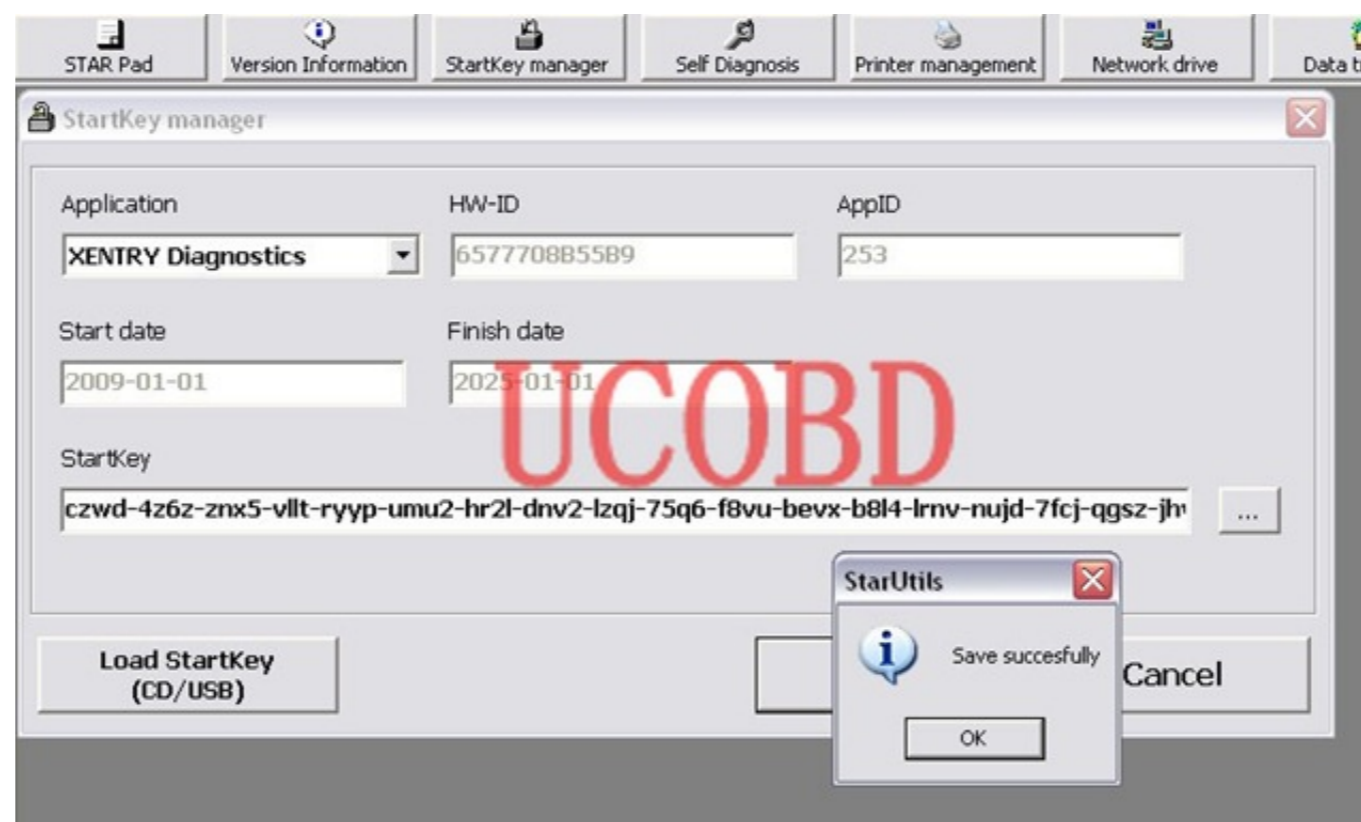 STAR Pad
Version Information
StartKey manager
Self Diagnosis
Printer management
Network drive
Data t
StartKey manager
Application
HW-ID
AppID
XENTRY Diagnostics
6577708B55B9
253
Start date
Finish date
2009-01-01
2025-01-01
UCOBD
StartKey
czwd-4z6z-znx5-vllt-ryyp-umu2-hr2l-dnv2-lzqj-75q6-f8vu-bevx-b8l4-lrnv-nujd-7fcj-qgsz-jh
...
StarUtils
Save succesfully
OK
Load StartKey
(CD/USB)
Cancel